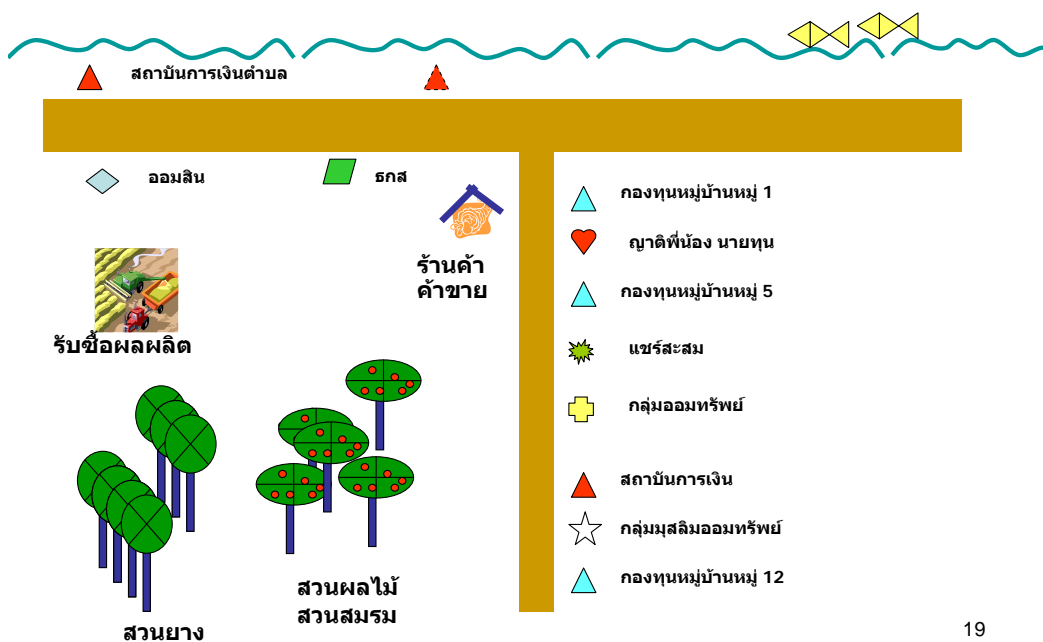 สถาบันการเงินตำบล
ออมสิน
ธกส
ร้านค้า
ค้าขาย
รับซื้อผลผลิต
สวนผลไม้
สวนสมรม
สวนยาง
กองทุนหมู่บ้านหมู่ 1
ญาติพี่น้อง นายทุน
กองทุนหมู่บ้านหมู่ 5
แชร์สะสม
กลุ่มออมทรัพย์
สถาบันการเงิน
กลุ่มมุสลิมออมทรัพย์
กองทุนหมู่บ้านหมู่ 12
19